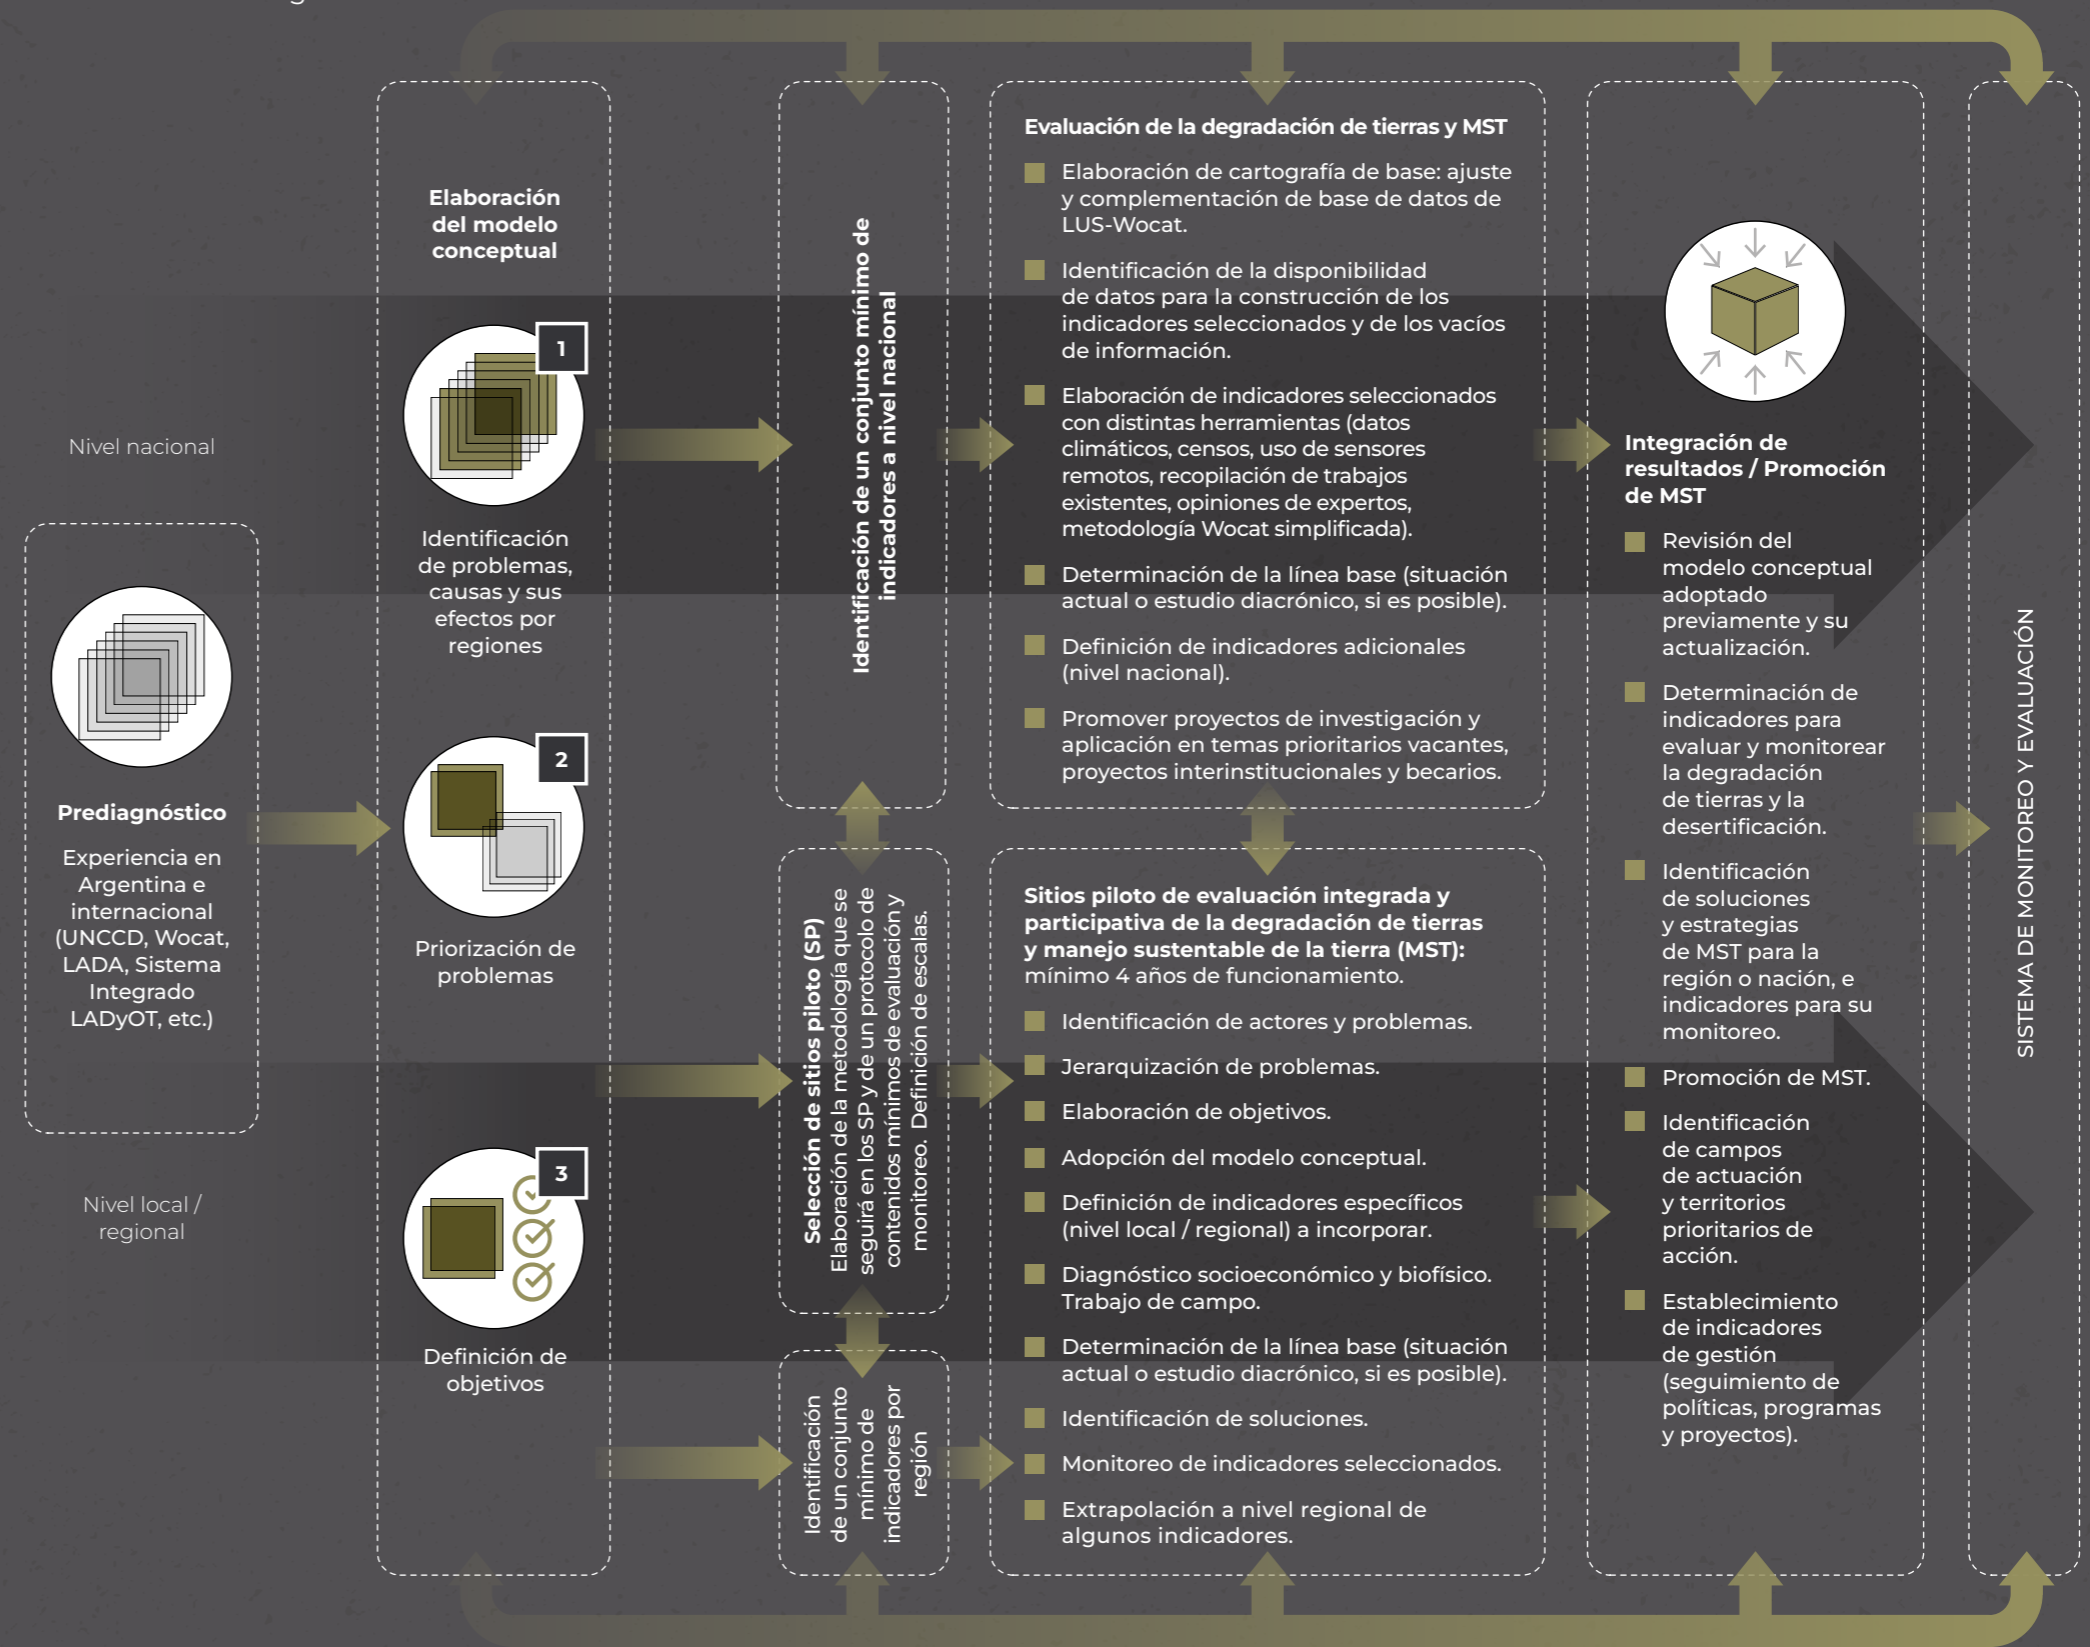 Nivel nacional
Prediagnóstico
Experiencia en
Argentina e
internacional
(UNCCD, Wocat,
LADA, Sistema
Integrado
LADyOT, etc.)
Nivel local /
regional
Elaboración
del modelo
conceptual
1
Identificación
de problemas,
causas y sus
efectos por
regiones
2
Priorización de
problemas
3
Definición de
objetivos
Identificación de un conjunto mínimo de
indicadores a nivel nacional
Selección de sitios piloto (SP)
Elaboración de la metodología que se
seguirá en los SP y de un protocolo de
contenidos mínimos de evaluación y
monitoreo. Definición de escalas.
Identificación
de un conjunto
mínimo de
indicadores por
región
Evaluación de la degradación de tierras y MST
Elaboración de cartografía de base: ajuste
y complementación de base de datos de
LUS-Wocat.
Identificación de la disponibilidad
de datos para la construcción de los
indicadores seleccionados y de los vacíos
de información.
Elaboración de indicadores seleccionados
con distintas herramientas (datos
climáticos, censos, uso de sensores
remotos, recopilación de trabajos
existentes, opiniones de expertos,
metodología Wocat simplificada).
Determinación de la línea base (situación
actual o estudio diacrónico, si es posible).
Definición de indicadores adicionales
(nivel nacional).
Promover proyectos de investigación y
aplicación en temas prioritarios vacantes,
proyectos interinstitucionales y becarios.
Sitios piloto de evaluación integrada y
participativa de la degradación de tierras
y manejo sustentable de la tierra (MST):
mínimo 4 años de funcionamiento.
Identificación de actores y problemas.
Jerarquización de problemas.
Elaboración de objetivos.
Adopción del modelo conceptual.
Definición de indicadores específicos
(nivel local / regional) a incorporar.
Diagnóstico socioeconómico y biofísico.
Trabajo de campo.
Determinación de la línea base (situación
actual o estudio diacrónico, si es posible).
Identificación de soluciones.
Monitoreo de indicadores seleccionados.
Extrapolación a nivel regional de
algunos indicadores.
Integración de
resultados / Promoción
de MST
Revisión del
modelo conceptual
adoptado
previamente y su
actualización.
Determinación de
indicadores para
evaluar y monitorear
la degradación
de tierras y la
desertificación.
Identificación
de soluciones
y estrategias
de MST para la
región o nación, e
indicadores para su
monitoreo.
Promoción de MST.
Identificación
de campos
de actuación
y territorios
prioritarios de
acción.
Establecimiento
de indicadores
de gestión
(seguimiento de
políticas, programas
y proyectos).
SISTEMA DE MONITOREO Y EVALUACIÓN